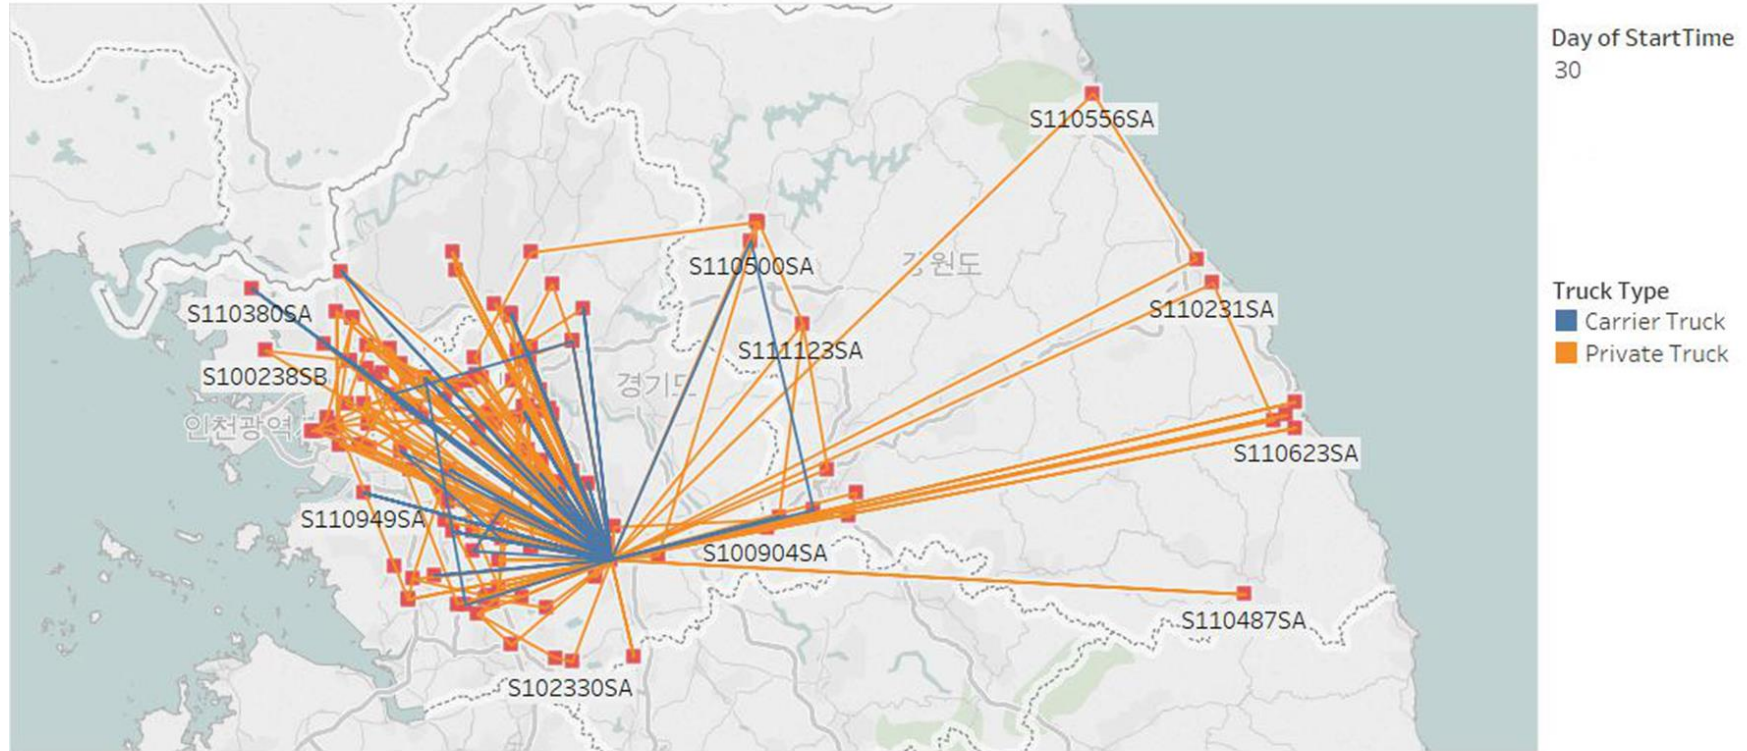 Day of StartTime
30
S110556SA
S110500SA
강원도
S110380SA
S110231SA
Truck Type
Carrier Truck
Private Truck
S111123SA
S100238SB
경기도
인천광역시
S110623SA
S110949SA
S100904SA
S110487SA
S102330SA